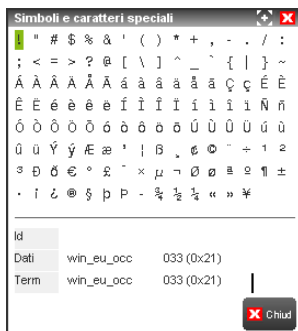 Simboli e caratteri speciali
! " # $ % & ' ( ) * + , - . / :
; < = > ? @ [ \ ] ^ _ ` { | } ~
Á À Â Ä Å Ã á à â ä å ã Ç ç É È
Ê Ë é è ê ë Í Ì Î Ï í ì î ï Ñ ñ
Ó Ò Ô Ö Õ ó ò ô ö õ Ú Ù Û Ü ú ù
û ü Ý ý Æ æ ¹ ¦ ß ¸ ¢ © ¨ ÷ 1 2
3 Ð ð € ° £ ´ × µ ¬ Ø ø ª º ¶ ±
· ¡ ¿ ® § þ Þ - ¾ ½ ¼ « » ¥
Id
Dati win_eu_occ 033 (0x21)
Term win_eu_occ 033 (0x21)
Chiud